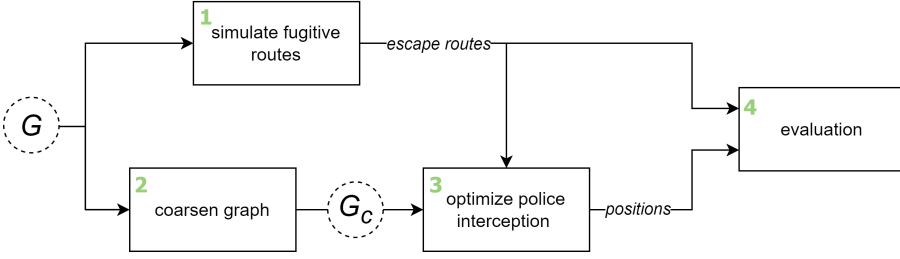 1
simulate fugitive
routes
escape routes
G
4
evaluation
2
coarsen graph
G_c
3
optimize police
interception
positions